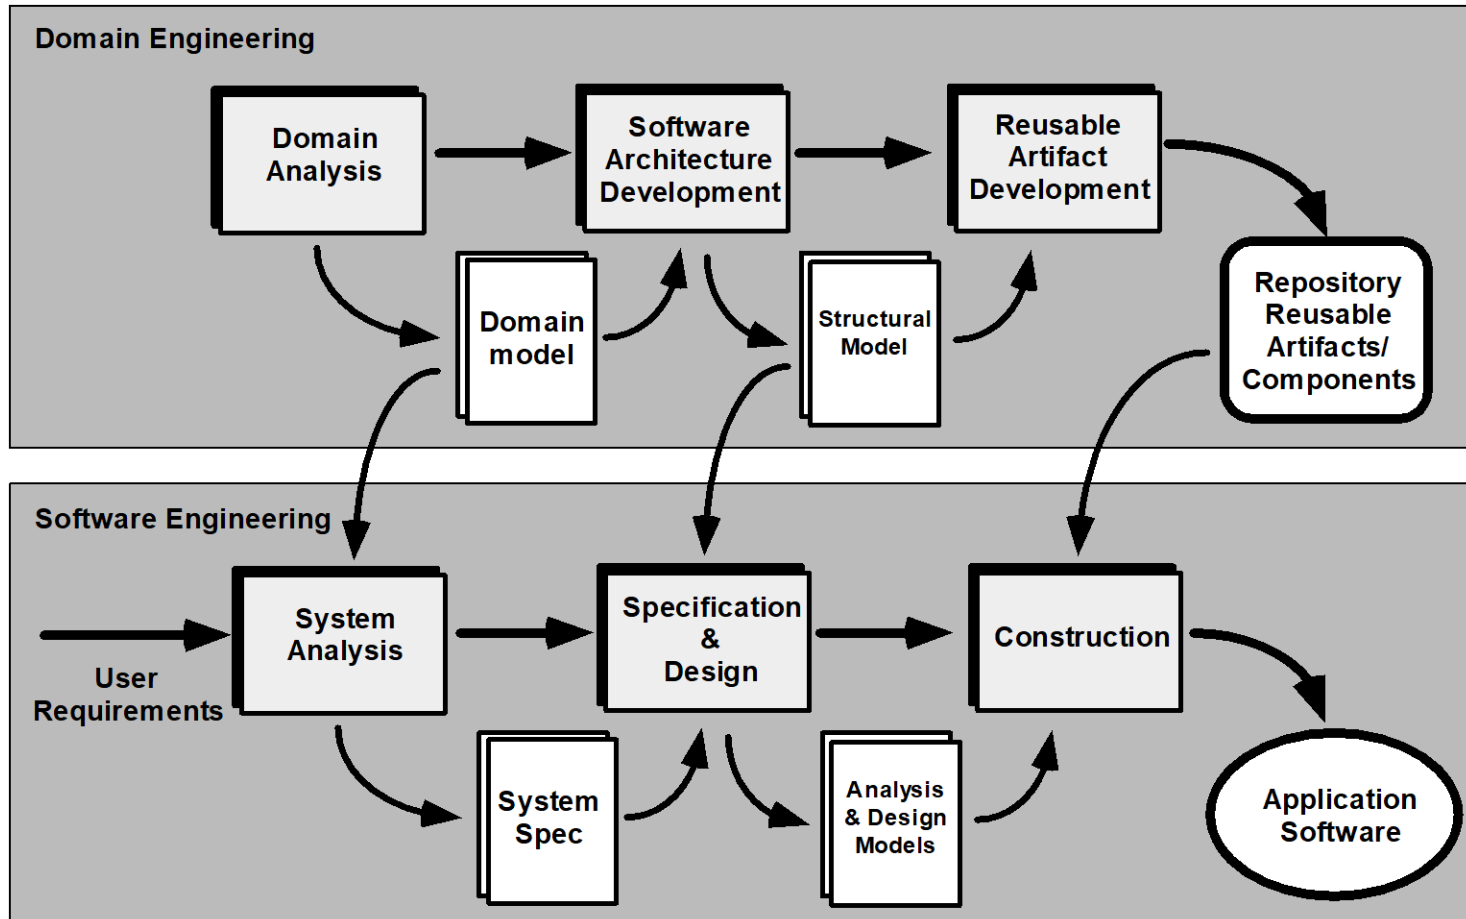 Domain Engineering
Domain
Analysis
Software
Architecture
Development
Reusable
Artifact
Development
Domain
model
Structural
Model
Repository
Reusable
Artifacts/
Components
Software Engineering
User
Requirements
System
Analysis
Specification
&
Design
Construction
System
Spec
Analysis
& Design
Models
Application
Software